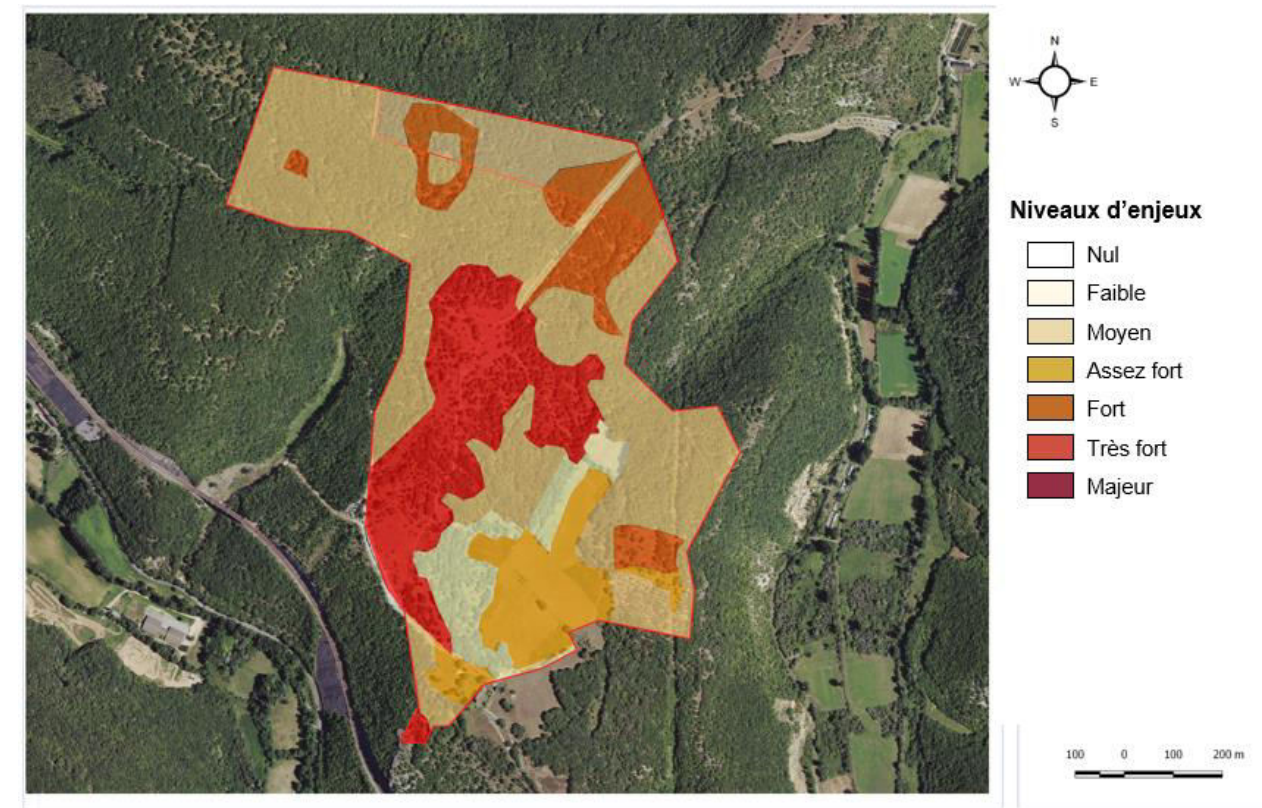 N
W E
S
Niveaux d'enjeux
Nul
Faible
Moyen
Assez fort
Fort
Très fort
Majeur
100 0 100 200 m